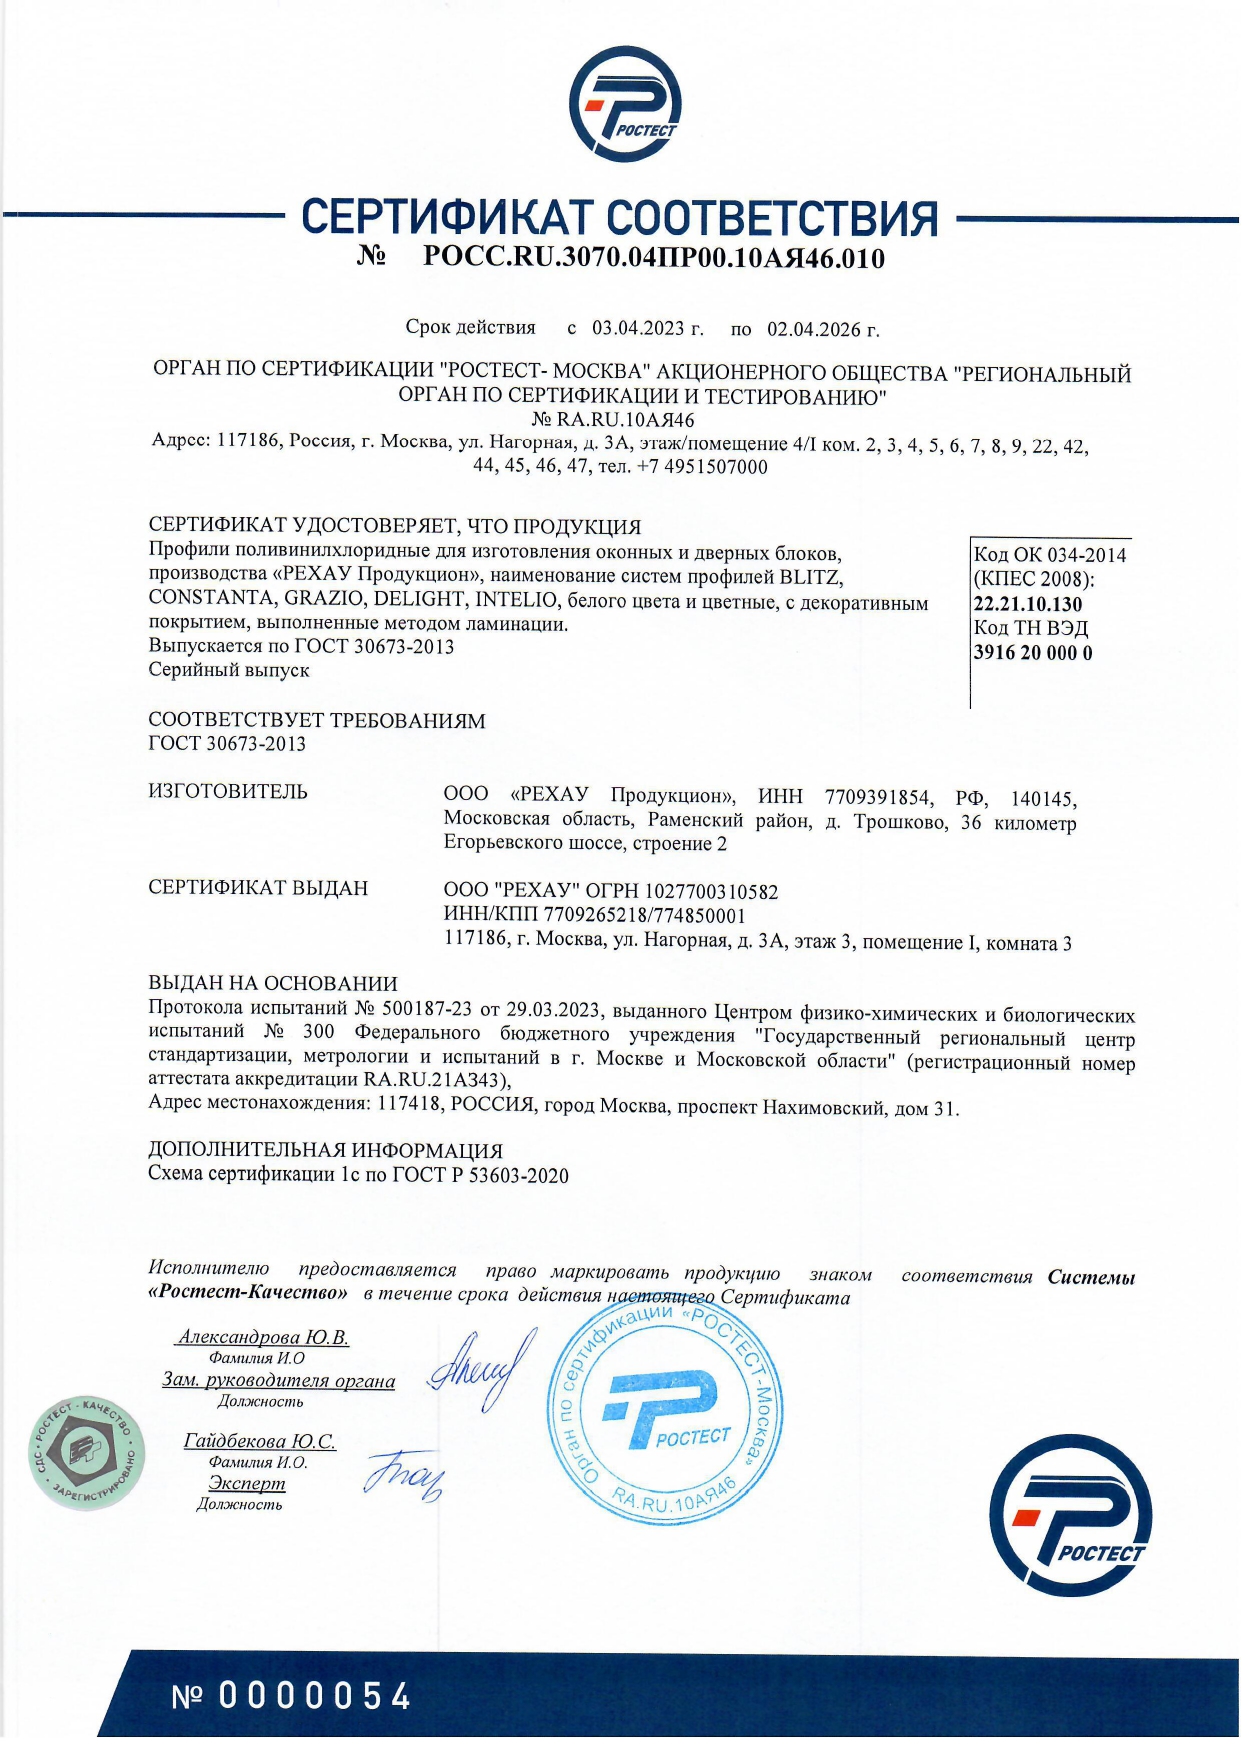 РОСТЕСТ
СЕРТИФИКАТ СООТВЕТСТВИЯ
№ РОСС.RU.3070.04ПР00.10АЯ46.010
Срок действия с 03.04.2023 г. по 02.04.2026 г.
ОРГАН ПО СЕРТИФИКАЦИИ "РОСТЕСТ- МОСКВА" АКЦИОНЕРНОГО ОБЩЕСТВА "РЕГИОНАЛЬНЫЙ
ОРГАН ПО СЕРТИФИКАЦИИ И ТЕСТИРОВАНИЮ"
№ RA.RU.10АЯ46
Адрес: 117186, Россия, г. Москва, ул. Нагорная, д. 3А, этаж/помещение 4/I ком. 2, 3, 4, 5, 6, 7, 8, 9, 22, 42,
44, 45, 46, 47, тел. +7 4951507000
СЕРТИФИКАТ УДОСТОВЕРЯЕТ, ЧТО ПРОДУКЦИЯ
Профили поливинилхлоридные для изготовления оконных и дверных блоков,
производства «РЕХАУ Продукцион», наименование систем профилей BLITZ,
CONSTANTA, GRAZIO, DELIGHT, INTELIO, белого цвета и цветные, с декоративным
покрытием, выполненные методом ламинации.
Выпускается по ГОСТ 30673-2013
Серийный выпуск
Код ОК 034-2014
(КПЕС 2008):
22.21.10.130
Код ТН ВЭД
3916 20 000 0
СООТВЕТСТВУЕТ ТРЕБОВАНИЯМ
ГОСТ 30673-2013
ИЗГОТОВИТЕЛЬ
ООО «РЕХАУ Продукцион», ИНН 7709391854, РФ, 140145,
Московская область, Раменский район, д. Трошково, 36 километр
Егорьевского шоссе, строение 2
СЕРТИФИКАТ ВЫДАН
ООО "РЕХАУ" ОГРН 1027700310582
ИНН/КПП 7709265218/774850001
117186, г. Москва, ул. Нагорная, д. 3А, этаж 3, помещение I, комната 3
ВЫДАН НА ОСНОВАНИИ
Протокола испытаний № 500187-23 от 29.03.2023, выданного Центром физико-химических и биологических
испытаний № 300 Федерального бюджетного учреждения "Государственный региональный центр
стандартизации, метрологии и испытаний в г. Москве и Московской области" (регистрационный номер
аттестата аккредитации RA.RU.21АЗ43),
Адрес местонахождения: 117418, РОССИЯ, город Москва, проспект Нахимовский, дом 31.
ДОПОЛНИТЕЛЬНАЯ ИНФОРМАЦИЯ
Схема сертификации 1с по ГОСТ Р 53603-2020
Исполнителю предоставляется право маркировать продукцию знаком соответствия Системы
«Ростест-Качество» в течение срока действия настоящего Сертификата
Александрова Ю.В.
Фамилия И.О
Зам. руководителя органа
Должность
Гайдбекова Ю.С.
Фамилия И.О.
Эксперт
Должность
СДС • РОСТЕСТ - КАЧЕСТВО •
ЗАРЕГИСТРИРОВАНО
Орган по сертификации «РОСТЕСТ-Москва»
РОСТЕСТ
RA.RU.10АЯ46
РОСТЕСТ
№ 0000054